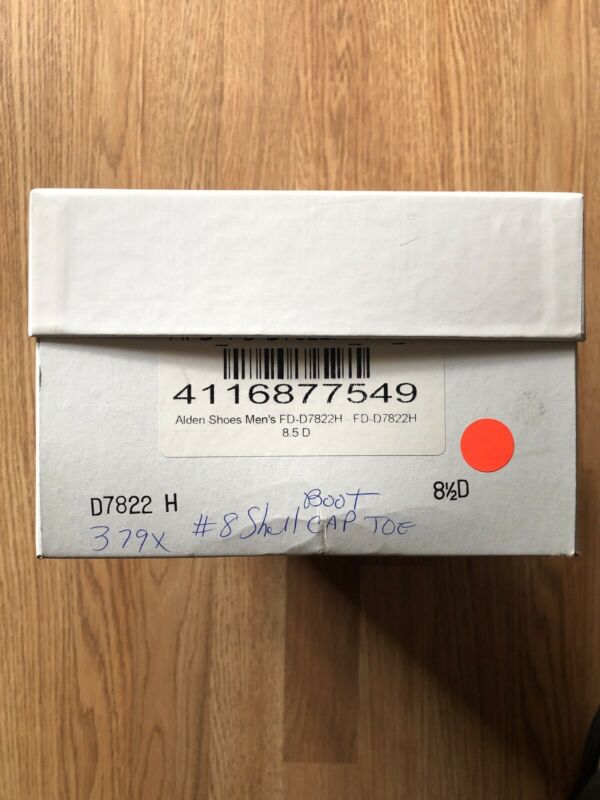 4116877549
Alden Shoes Men's FD-D7822H - FD-D7822H
8.5 D
D7822 H
8½D
Boot
379X #8 Shell CAP TOE